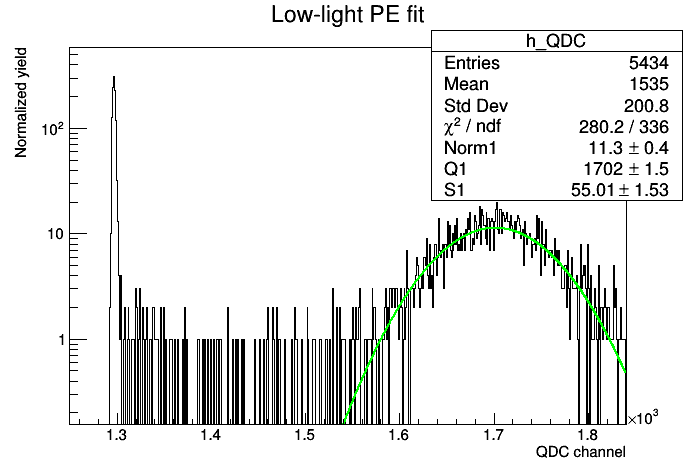 Low-light PE fit
h_QDC
Entries 5434
Mean 1535
Std Dev 200.8
χ² / ndf 280.2 / 336
Norm1 11.3 ± 0.4
Q1 1702 ± 1.5
S1 55.01 ± 1.53
Normalized yield
10²
10
1
1.3 1.4 1.5 1.6 1.7 1.8 ×10³
QDC channel